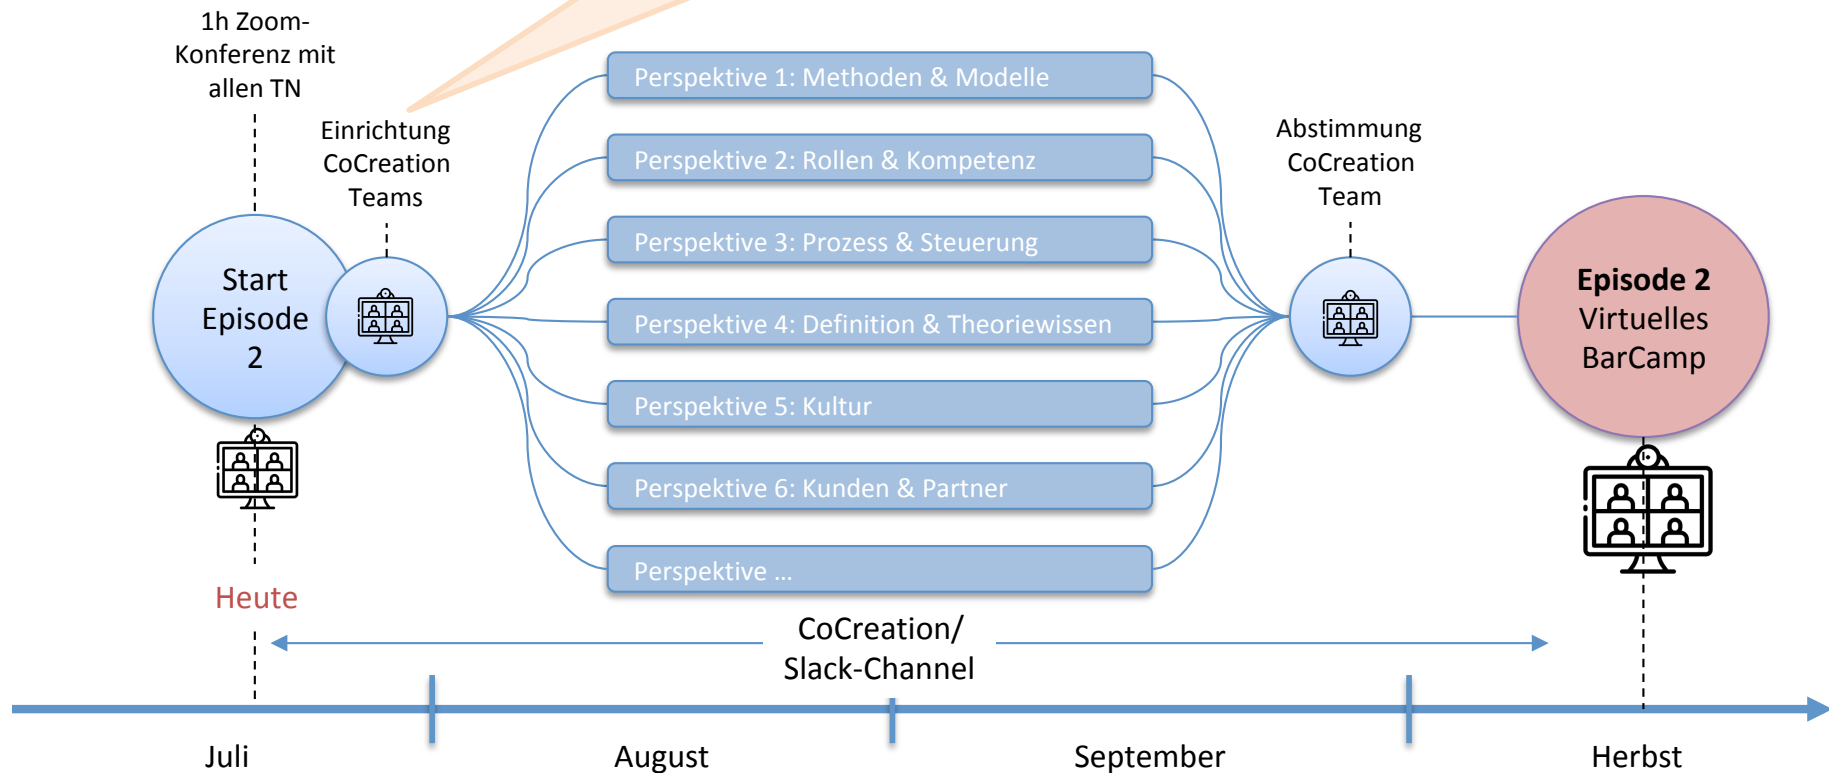 1h Zoom-
Konferenz mit
allen TN
Einrichtung
CoCreation
Teams
Start
Episode
2
Heute
Perspektive 1: Methoden & Modelle
Perspektive 2: Rollen & Kompetenz
Perspektive 3: Prozess & Steuerung
Perspektive 4: Definition & Theoriewissen
Perspektive 5: Kultur
Perspektive 6: Kunden & Partner
Perspektive ...
Abstimmung
CoCreation
Team
Episode 2
Virtuelles
BarCamp
CoCreation/
Slack-Channel
Juli
August
September
Herbst